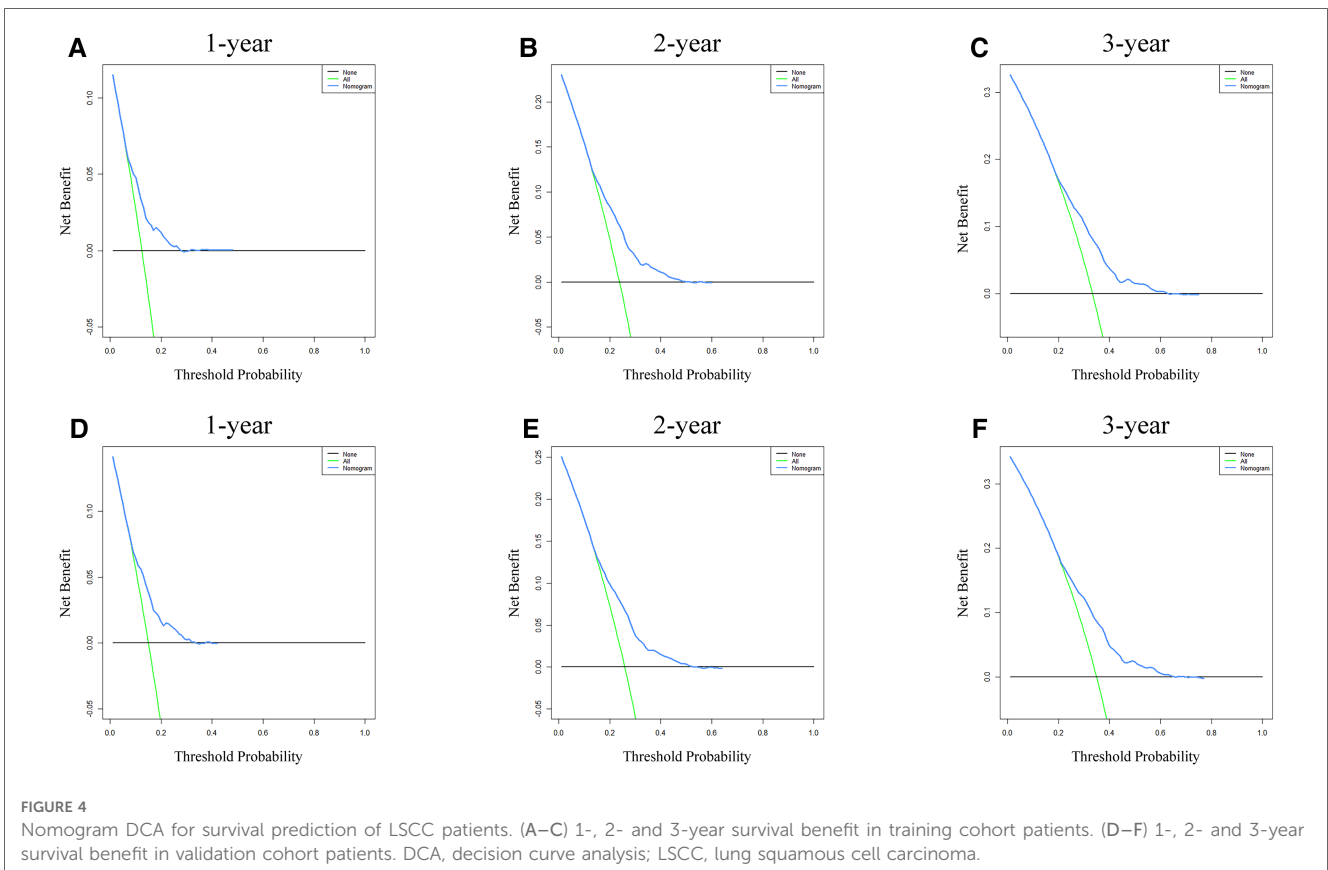 A
1-year
None
All
Nomogram
Net Benefit
0.10
0.05
0.00
-0.05
0.0 0.2 0.4 0.6 0.8 1.0
Threshold Probability
B
2-year
None
All
Nomogram
Net Benefit
0.20
0.15
0.10
0.05
0.00
-0.05
0.0 0.2 0.4 0.6 0.8 1.0
Threshold Probability
C
3-year
None
All
Nomogram
Net Benefit
0.3
0.2
0.1
0.0
0.0 0.2 0.4 0.6 0.8 1.0
Threshold Probability
D
1-year
None
All
Nomogram
Net Benefit
0.10
0.05
0.00
-0.05
0.0 0.2 0.4 0.6 0.8 1.0
Threshold Probability
E
2-year
None
All
Nomogram
Net Benefit
0.25
0.20
0.15
0.10
0.05
0.00
-0.05
0.0 0.2 0.4 0.6 0.8 1.0
Threshold Probability
F
3-year
None
All
Nomogram
Net Benefit
0.3
0.2
0.1
0.0
0.0 0.2 0.4 0.6 0.8 1.0
Threshold Probability
FIGURE 4
Nomogram DCA for survival prediction of LSCC patients. (A–C) 1-, 2- and 3-year survival benefit in training cohort patients. (D–F) 1-, 2- and 3-year
survival benefit in validation cohort patients. DCA, decision curve analysis; LSCC, lung squamous cell carcinoma.